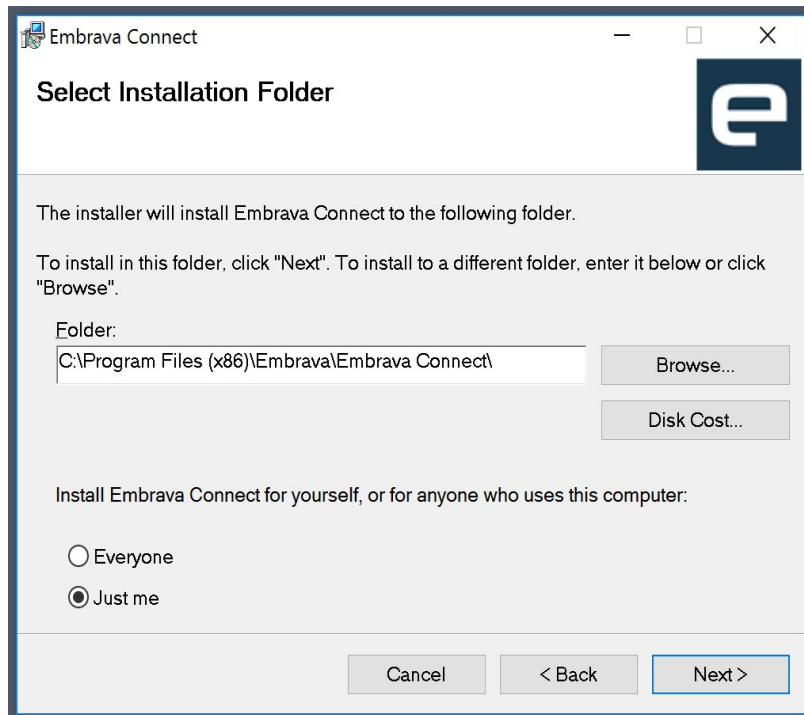 Embrava Connect
Select Installation Folder
e
The installer will install Embrava Connect to the following folder.
To install in this folder, click "Next". To install to a different folder, enter it below or click
"Browse".
Folder:
C:\Program Files (x86)\Embrava\Embrava Connect\
Browse...
Disk Cost...
Install Embrava Connect for yourself, or for anyone who uses this computer:
Everyone
Just me
Cancel
< Back
Next >